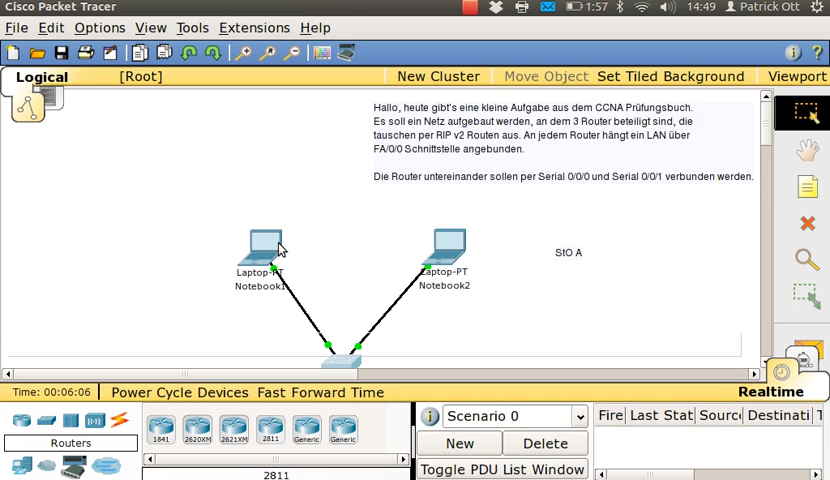 Cisco Packet Tracer
1:57
14:49
Patrick Ott
File Edit Options View Tools Extensions Help
Logical
[Root]
New Cluster
Move Object
Set Tiled Background
Viewport
Hallo, heute gibt's eine kleine Aufgabe aus dem CCNA Prüfungsbuch.
Es soll ein Netz aufgebaut werden, an dem 3 Router beteiligt sind, die
tauschen per RIP v2 Routen aus. An jedem Router hängt ein LAN über
FA/0/0 Schnittstelle angebunden.
Die Router untereinander sollen per Serial 0/0/0 und Serial 0/0/1 verbunden werden.
StO A
Laptop-PT
Notebook1
Laptop-PT
Notebook2
Time: 00:06:06
Power Cycle Devices Fast Forward Time
Realtime
Routers
1841
2620XM
2621XM
2811
Generic
Generic
2811
Scenario 0
New
Delete
Toggle PDU List Window
Fire
Last Stat
Source
Destinati
T